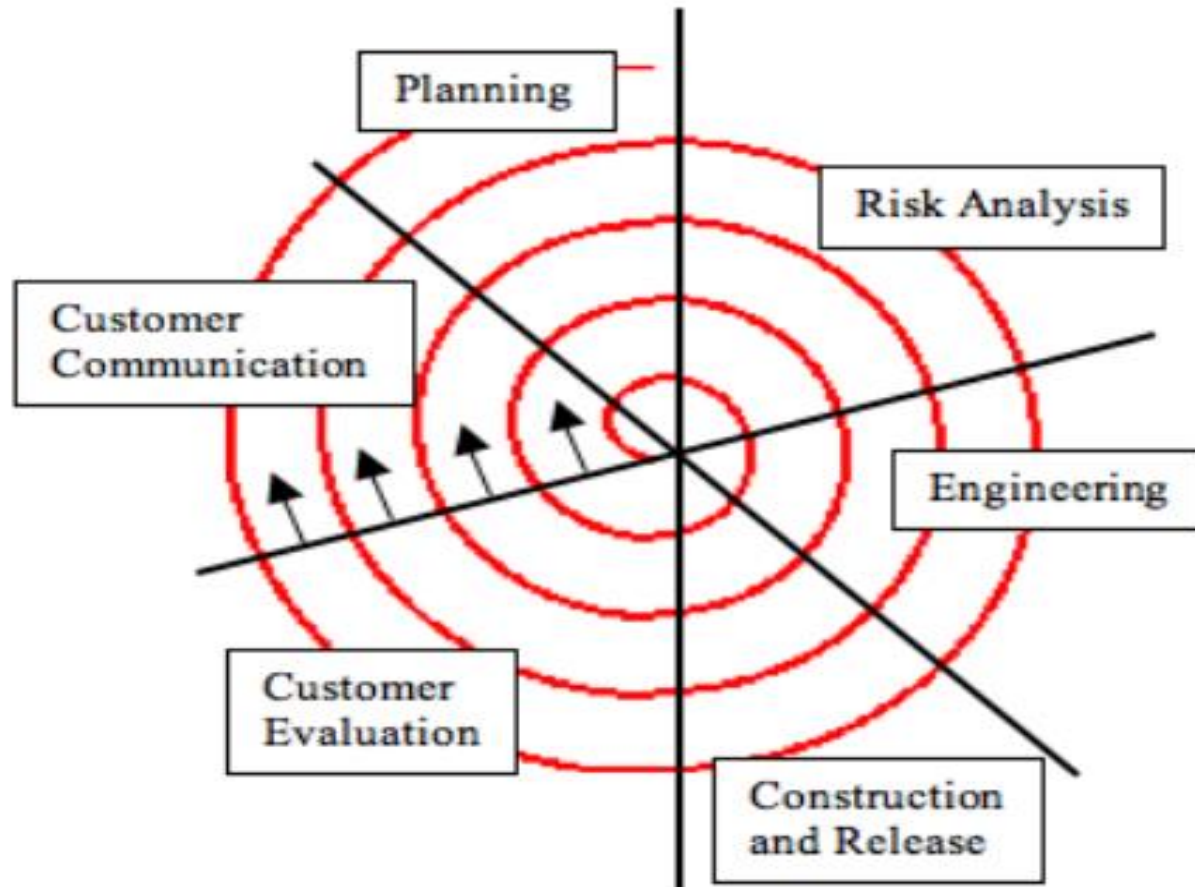 Planning
Risk Analysis
Customer
Communication
Engineering
Customer
Evaluation
Construction
and Release